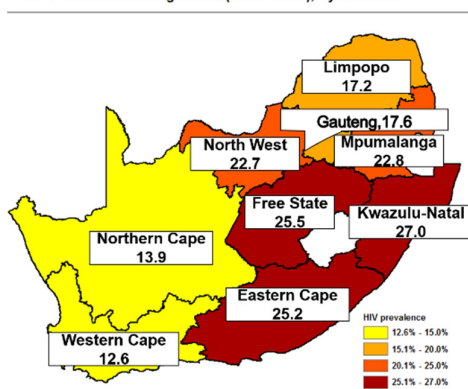 Limpopo
17.2
Gauteng,17.6
North West
22.7
Mpumalanga
22.8
Free State
25.5
Kwazulu-Natal
27.0
Northern Cape
13.9
Eastern Cape
25.2
Western Cape
12.6
HIV prevalence
12.6% - 15.0%
15.1% - 20.0%
20.1% - 25.0%
25.1% - 27.0%